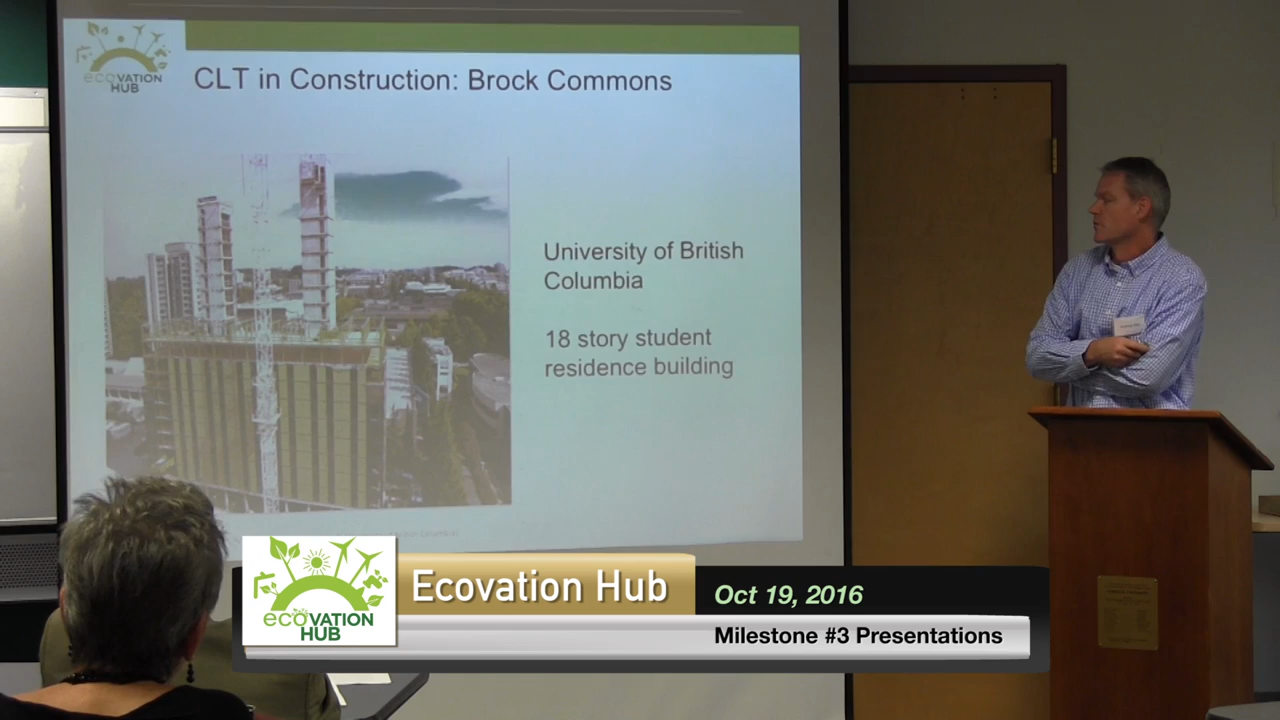 ecoVATION
HUB
CLT in Construction: Brock Commons
University of British
Columbia
18 story student
residence building
ecoVATION
HUB
Ecovation Hub
Oct 19, 2016
Milestone #3 Presentations